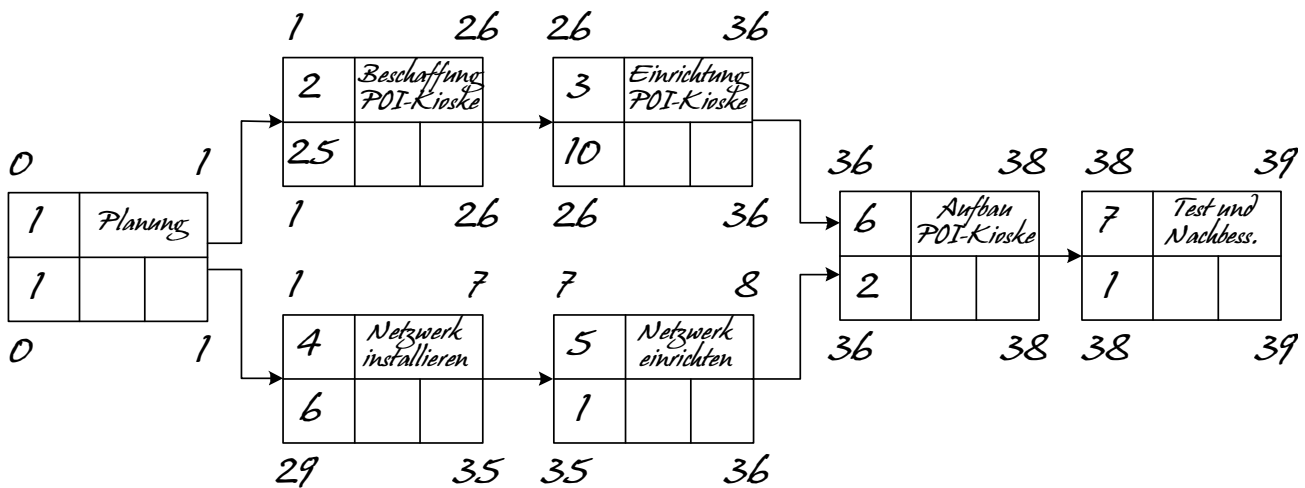 1 26 26 36
2 Beschaffung POI-Kioske
3 Einrichtung POI-Kioske
25
10
0 1
1 26 26 36
36 38 38 39
1 Planung
6 Aufbau POI-Kioske
7 Test und Nachbess.
1
2
1
0 1
1 7 7 8
36 38 38 39
4 Netzwerk installieren
5 Netzwerk einrichten
6
1
29 35 35 36